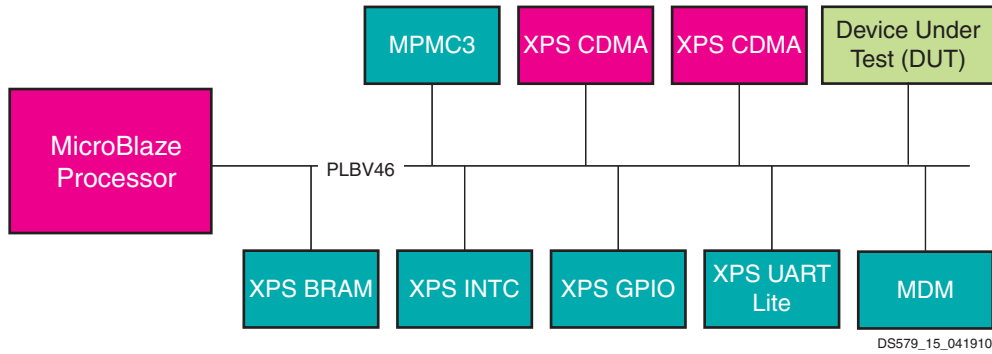 MPMC3
XPS CDMA
XPS CDMA
Device Under
Test (DUT)
MicroBlaze
Processor
PLBV46
XPS BRAM
XPS INTC
XPS GPIO
XPS UART
Lite
MDM
DS579_15_041910